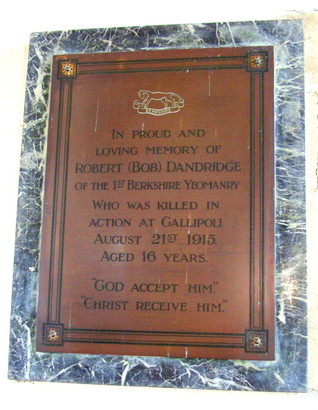 IN PROUD AND
LOVING MEMORY OF
ROBERT (BOB) DANDRIDGE
OF THE 1ST BERKSHIRE YEOMANRY
WHO WAS KILLED IN
ACTION AT GALLIPOLI
AUGUST 21ST 1915.
AGED 16 YEARS.
"GOD ACCEPT HIM."
"CHRIST RECEIVE HIM."